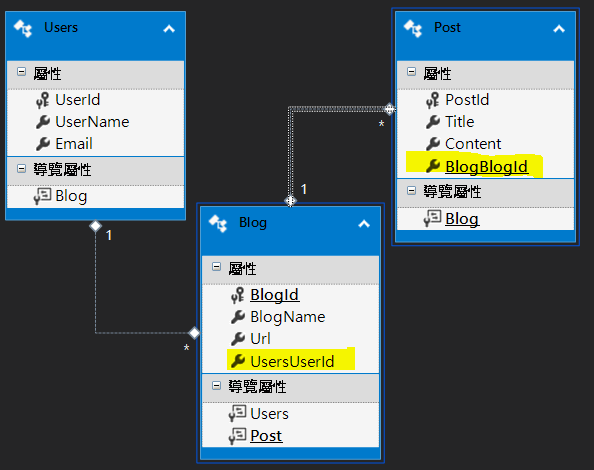 Users
屬性
UserId
UserName
Email
導覽屬性
Blog
1
*
Post
屬性
PostId
Title
Content
BlogBlogId
導覽屬性
Blog
*
1
Blog
屬性
BlogId
BlogName
Url
UsersUserId
導覽屬性
Users
Post